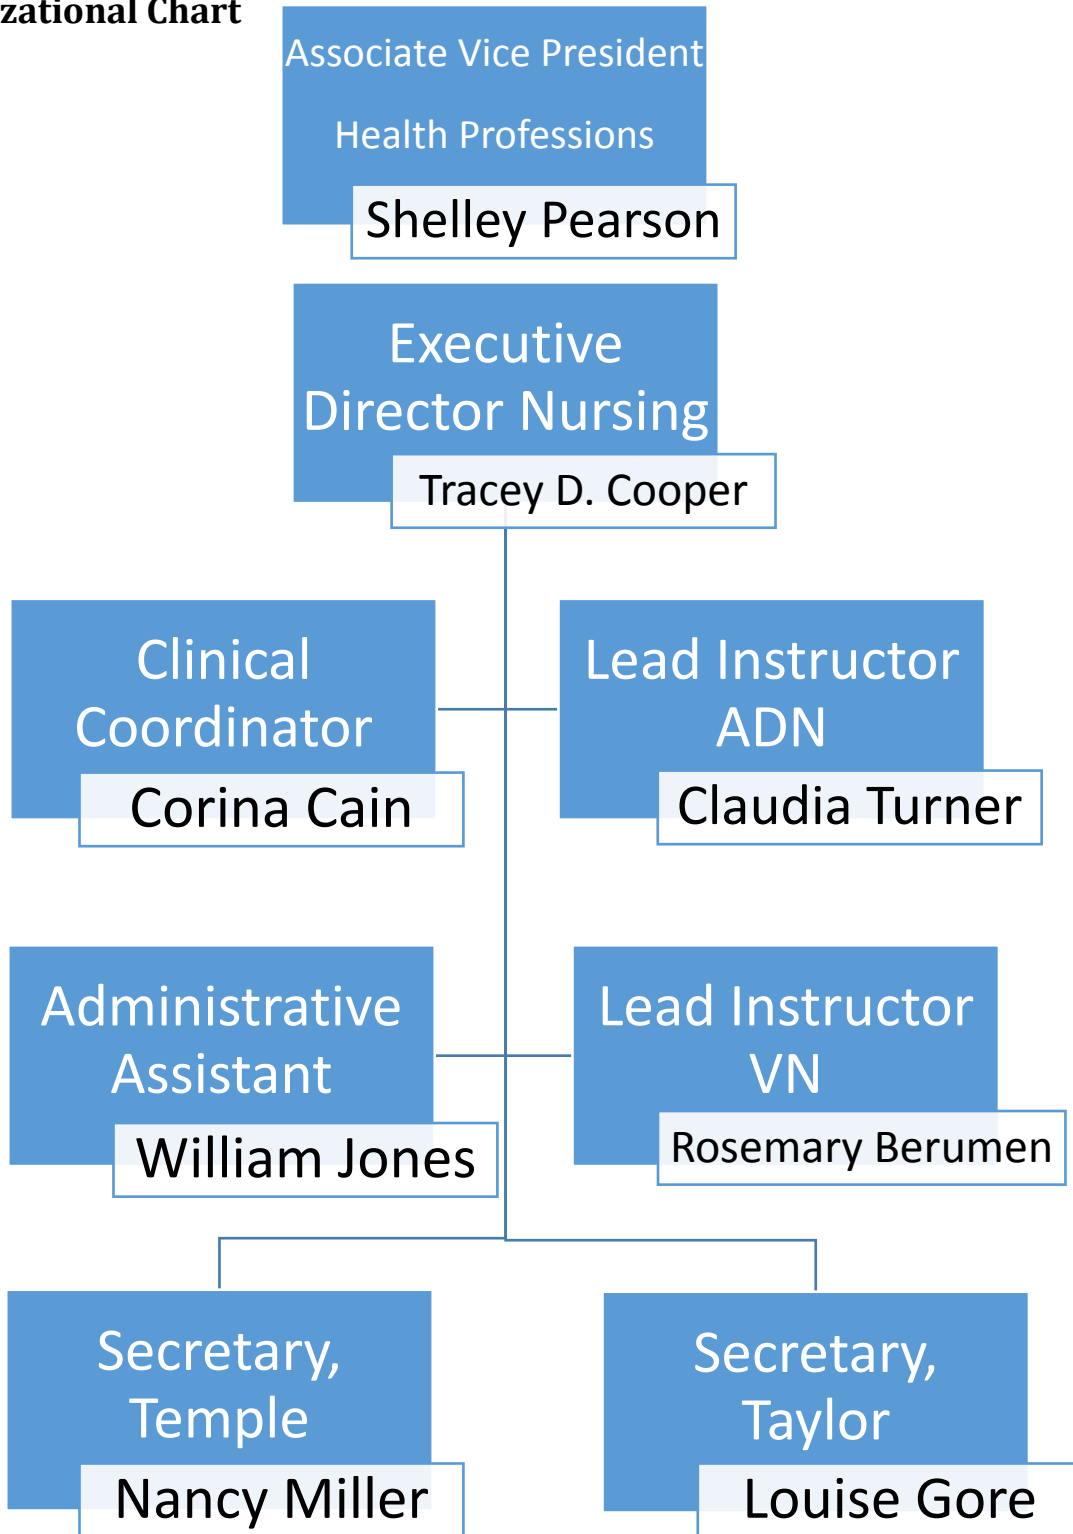 zational Chart
Associate Vice President
Health Professions
Shelley Pearson
Executive
Director Nursing
Tracey D. Cooper
Clinical
Coordinator
Corina Cain
Lead Instructor
ADN
Claudia Turner
Administrative
Assistant
William Jones
Lead Instructor
VN
Rosemary Berumen
Secretary,
Temple
Nancy Miller
Secretary,
Taylor
Louise Gore